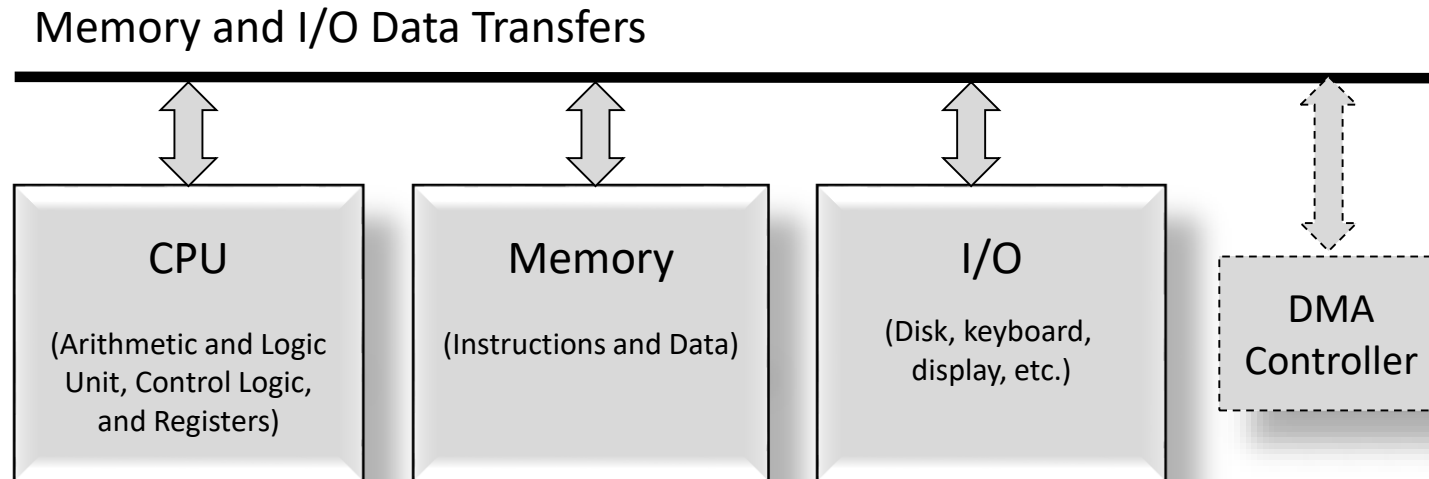 Memory and I/O Data Transfers
CPU
(Arithmetic and Logic
Unit, Control Logic,
and Registers)
Memory
(Instructions and Data)
I/O
(Disk, keyboard,
display, etc.)
DMA
Controller